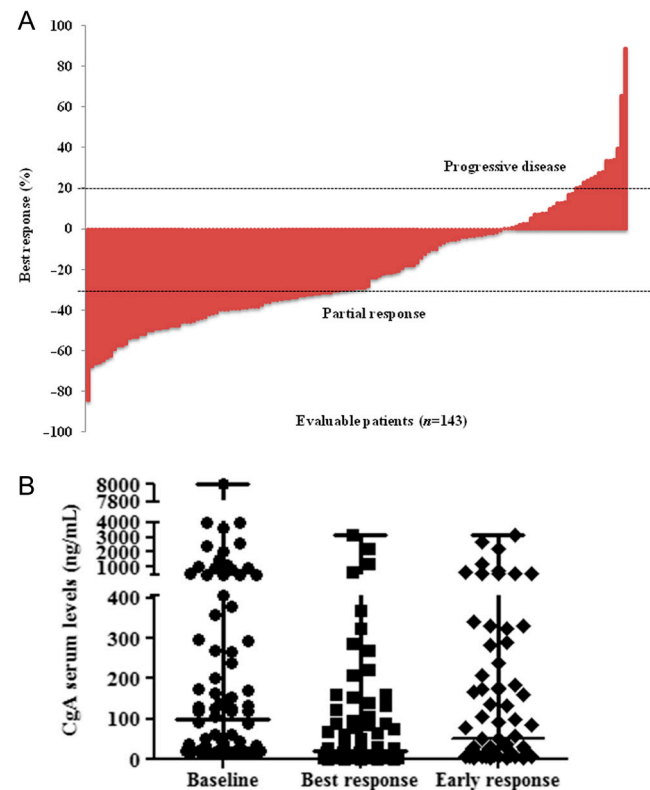 A
Best response (%)
100
80
60
40
20
0
−20
−40
−60
−80
−100
Progressive disease
Partial response
Evaluable patients (n=143)
B
CgA serum levels (ng/mL)
8000
7800
4000
3000
2000
1000
400
300
200
100
0
Baseline
Best response
Early response